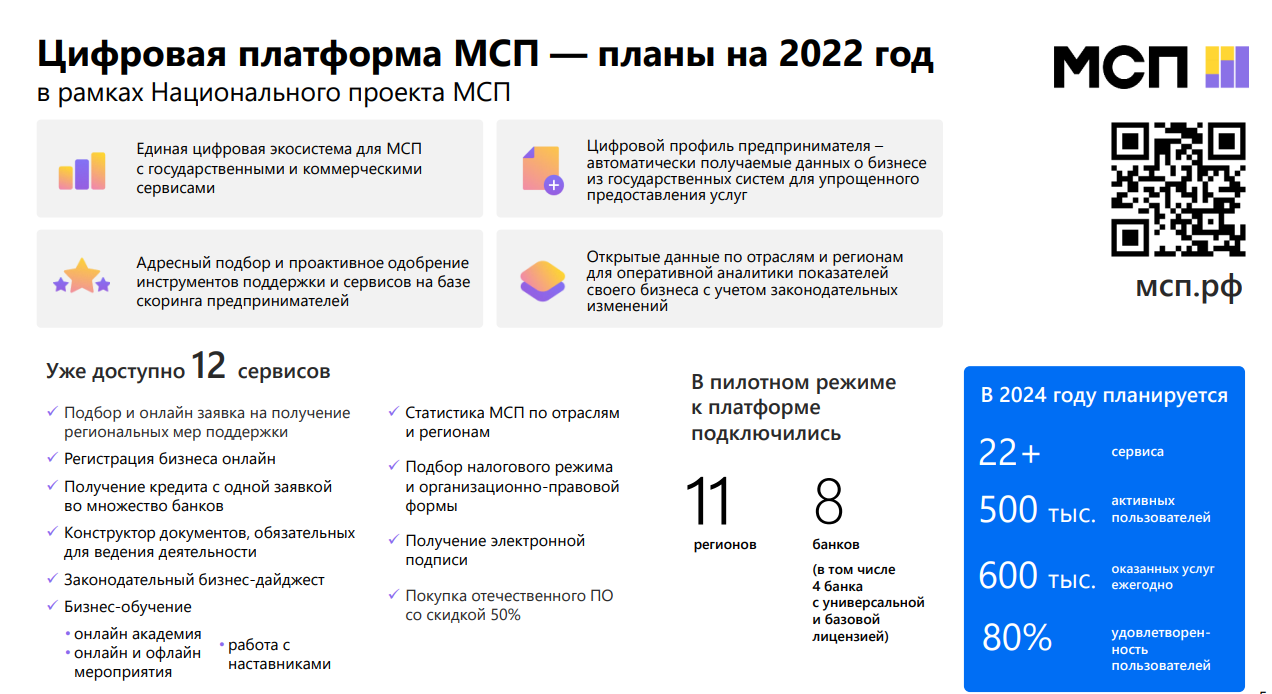 Цифровая платформа МСП — планы на 2022 год
в рамках Национального проекта МСП
МСП
Единая цифровая экосистема для МСП
с государственными и коммерческими
сервисами
Цифровой профиль предпринимателя –
автоматически получаемые данных о бизнесе
из государственных систем для упрощенного
предоставления услуг
Адресный подбор и проактивное одобрение
инструментов поддержки и сервисов на базе
скоринга предпринимателей
Открытые данные по отраслям и регионам
для оперативной аналитики показателей
своего бизнеса с учетом законодательных
изменений
мсп.рф
Уже доступно 12 сервисов
Подбор и онлайн заявка на получение
региональных мер поддержки
Регистрация бизнеса онлайн
Получение кредита с одной заявкой
во множество банков
Конструктор документов, обязательных
для ведения деятельности
Законодательный бизнес-дайджест
Бизнес-обучение
• онлайн академия
• онлайн и офлайн
мероприятия
• работа с
наставниками
Статистика МСП по отраслям
и регионам
Подбор налогового режима
и организационно-правовой
формы
Получение электронной
подписи
Покупка отечественного ПО
со скидкой 50%
В пилотном режиме
к платформе
подключились
11
регионов
8
банков
(в том числе
4 банка
с универсальной
и базовой
лицензией)
В 2024 году планируется
22+ сервиса
500 тыс. активных
пользователей
600 тыс. оказанных услуг
ежегодно
80% удовлетворен-
ность
пользователей